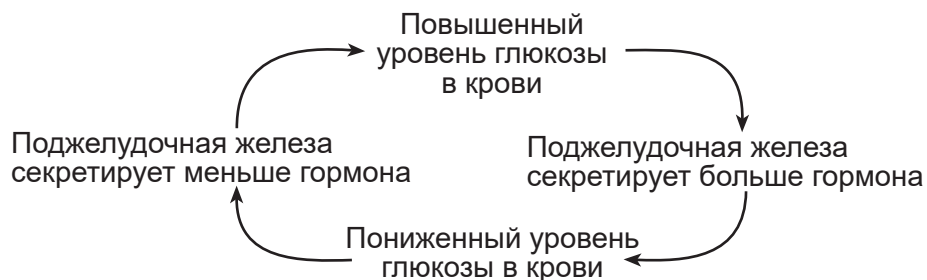 Повышенный
уровень глюкозы
в крови
Поджелудочная железа
секретирует меньше гормона
Поджелудочная железа
секретирует больше гормона
Пониженный уровень
глюкозы в крови